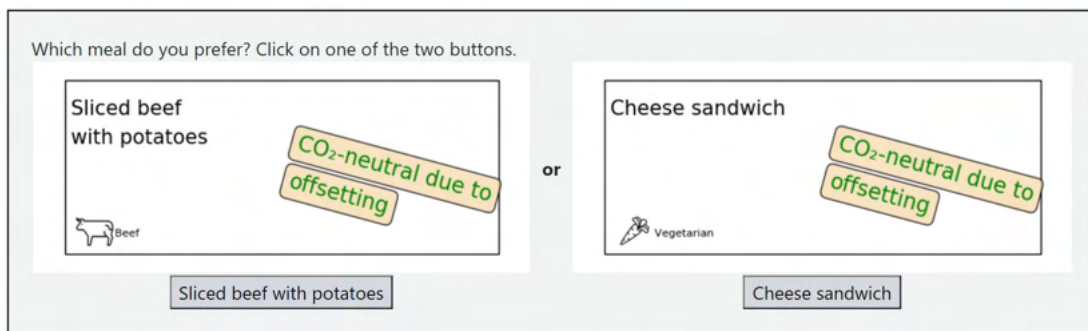 Which meal do you prefer? Click on one of the two buttons.
Sliced beef
with potatoes
CO₂-neutral due to
offsetting
Beef
or
Cheese sandwich
CO₂-neutral due to
offsetting
Vegetarian
Sliced beef with potatoes
Cheese sandwich